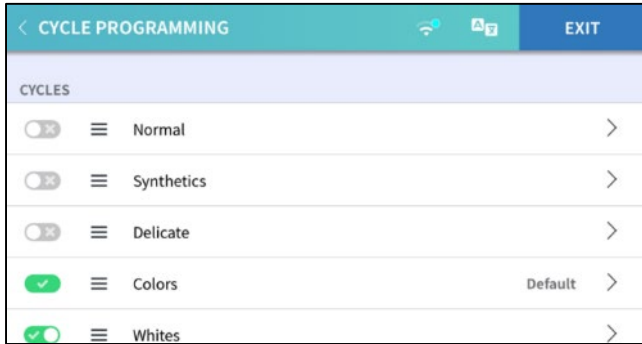 CYCLE PROGRAMMING EXIT
CYCLES
Normal
Synthetics
Delicate
Colors Default
Whites